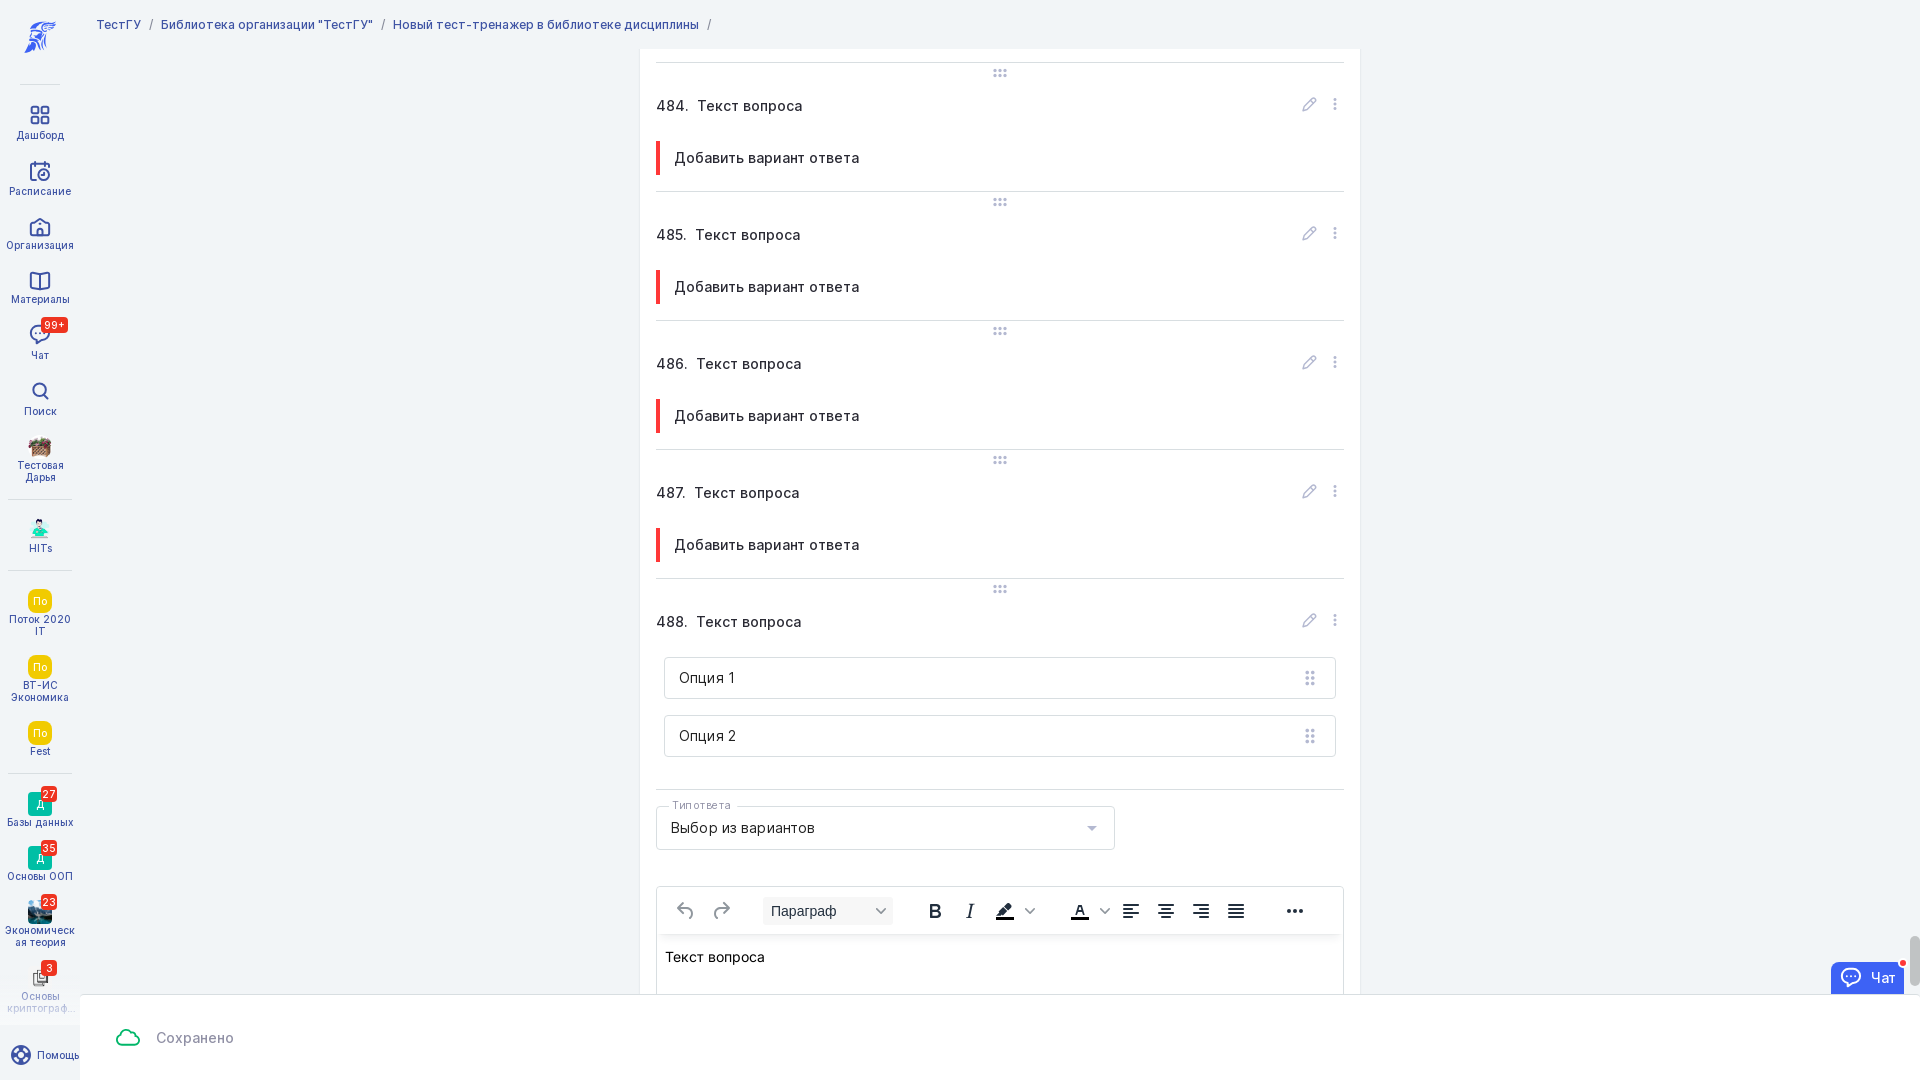 ТестГУ / Библиотека организации "ТестГУ" / Новый тест-тренажер в библиотеке дисциплины /
Дашборд
Расписание
Организация
Материалы
99+
Чат
Поиск
Тестовая
Дарья
HITs
По
Поток 2020
IT
По
ВТ-ИС
Экономика
По
Fest
27
Д
Базы данных
35
Д
Основы ООП
23
Экономическ
ая теория
3
Основы
криптограф...
Помощь
484. Текст вопроса
Добавить вариант ответа
485. Текст вопроса
Добавить вариант ответа
486. Текст вопроса
Добавить вариант ответа
487. Текст вопроса
Добавить вариант ответа
488. Текст вопроса
Опция 1
Опция 2
Тип ответа
Выбор из вариантов
Параграф
Текст вопроса
Чат
Сохранено